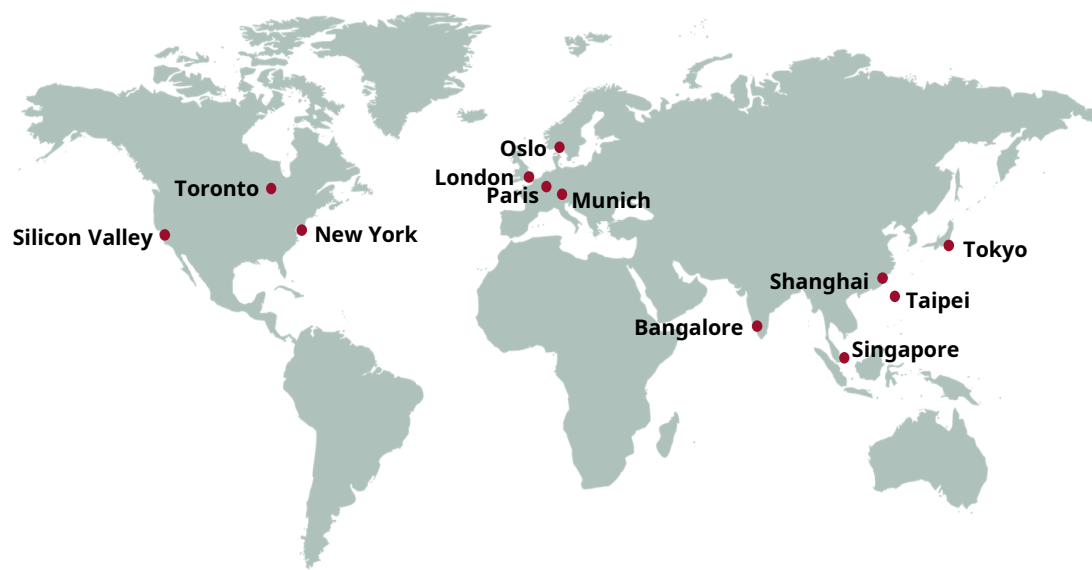 Oslo
London
Paris
Munich
Toronto
Silicon Valley
New York
Tokyo
Shanghai
Taipei
Bangalore
Singapore